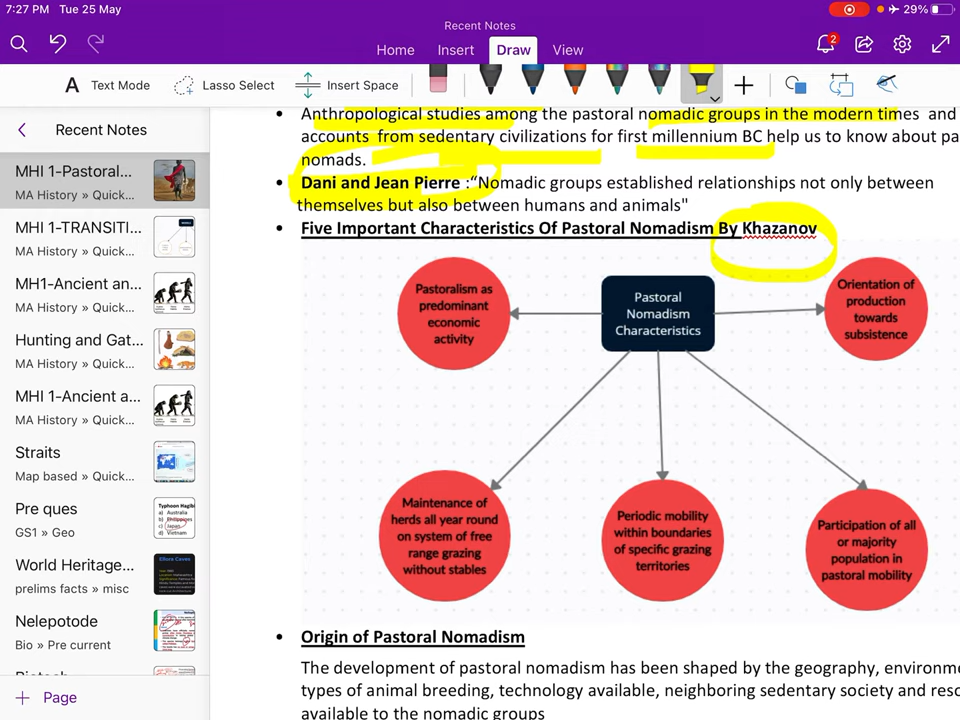 7:27 PM Tue 25 May
29%
Recent Notes
Home Insert Draw View
2
Text Mode Lasso Select Insert Space
Recent Notes
MHI 1-Pastoral...
MA History » Quick...
MHI 1-TRANSITI...
MA History » Quick...
MH1-Ancient an...
MA History » Quick...
Hunting and Gat...
MA History » Quick...
MHI 1-Ancient a...
MA History » Quick...
Straits
Map based » Quick...
Pre ques
GS1 » Geo
World Heritage...
prelims facts » misc
Nelepotode
Bio » Pre current
Page
Typhoon Hagibi
a) Australia
b) Philippines
c) Japan
d) Vietnam
• Anthropological studies among the pastoral nomadic groups in the modern times and
accounts from sedentary civilizations for first millennium BC help us to know about pa
nomads.
• Dani and Jean Pierre :“Nomadic groups established relationships not only between
themselves but also between humans and animals"
• Five Important Characteristics Of Pastoral Nomadism By Khazanov
Pastoralism as
predominant
economic
activity
Pastoral
Nomadism
Characteristics
Orientation of
production
towards
subsistence
Maintenance of
herds all year round
on system of free
range grazing
without stables
Periodic mobility
within boundaries
of specific grazing
territories
Participation of all
or majority
population in
pastoral mobility
• Origin of Pastoral Nomadism
The development of pastoral nomadism has been shaped by the geography, environme
types of animal breeding, technology available, neighboring sedentary society and reso
available to the nomadic groups